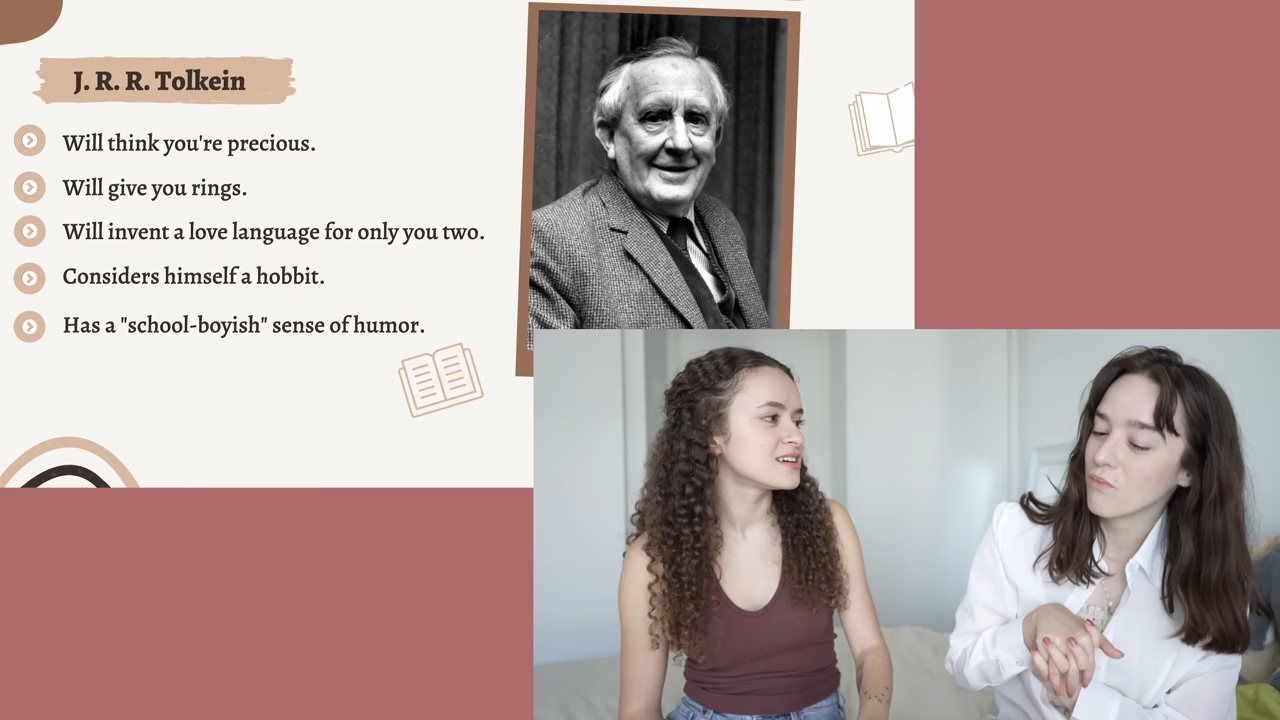 J. R. R. Tolkein
Will think you're precious.
Will give you rings.
Will invent a love language for only you two.
Considers himself a hobbit.
Has a "school-boyish" sense of humor.